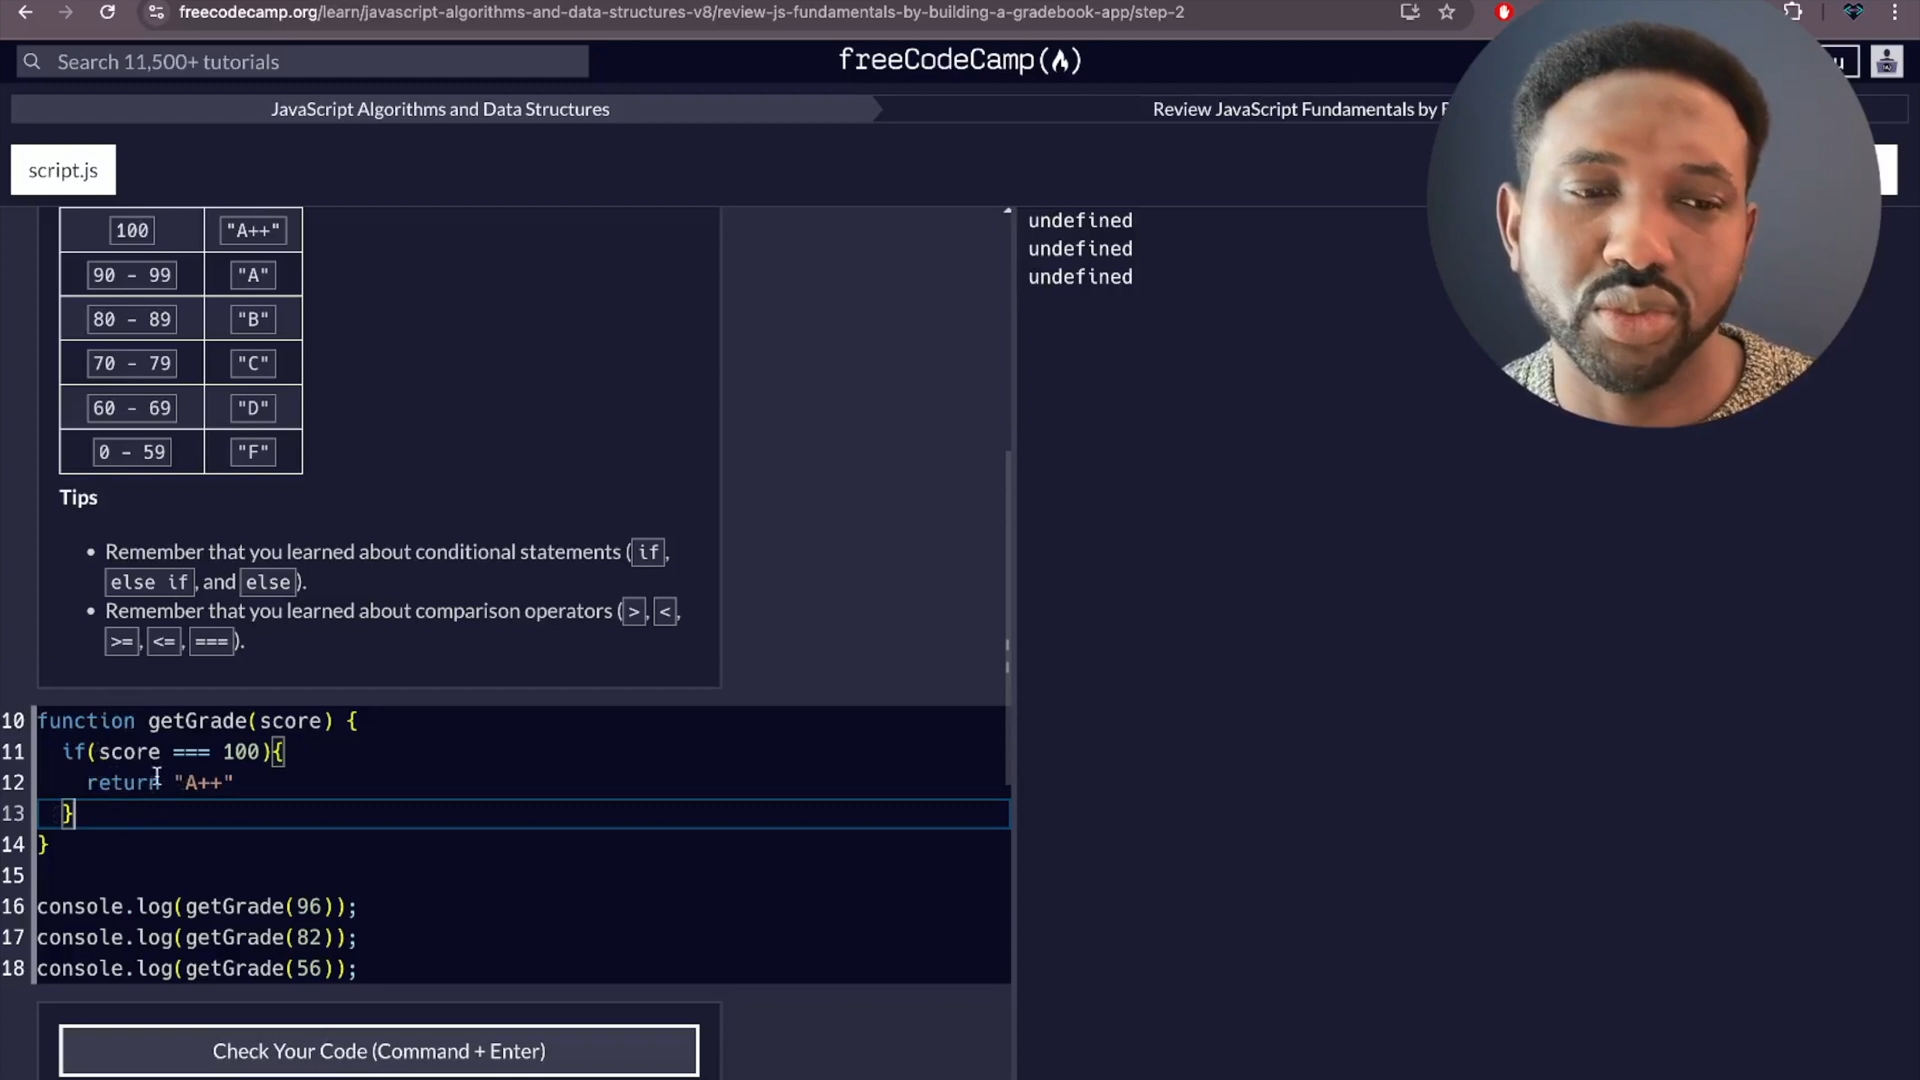 freecodecamp.org/learn/javascript-algorithms-and-data-structures-v8/review-js-fundamentals-by-building-a-gradebook-app/step-2
Search 11,500+ tutorials
freeCodeCamp(
JavaScript Algorithms and Data Structures
Review JavaScript Fundamentals by
script.js
100 "A++"
90 - 99 "A"
80 - 89 "B"
70 - 79 "C"
60 - 69 "D"
0 - 59 "F"
Tips
Remember that you learned about conditional statements (if,
else if, and else).
Remember that you learned about comparison operators (>, <,
>=, <=, ===).
10 function getGrade(score) {
11 if(score === 100){
12 return "A++"
13 }
14 }
15
16 console.log(getGrade(96));
17 console.log(getGrade(82));
18 console.log(getGrade(56));
Check Your Code (Command + Enter)
undefined
undefined
undefined